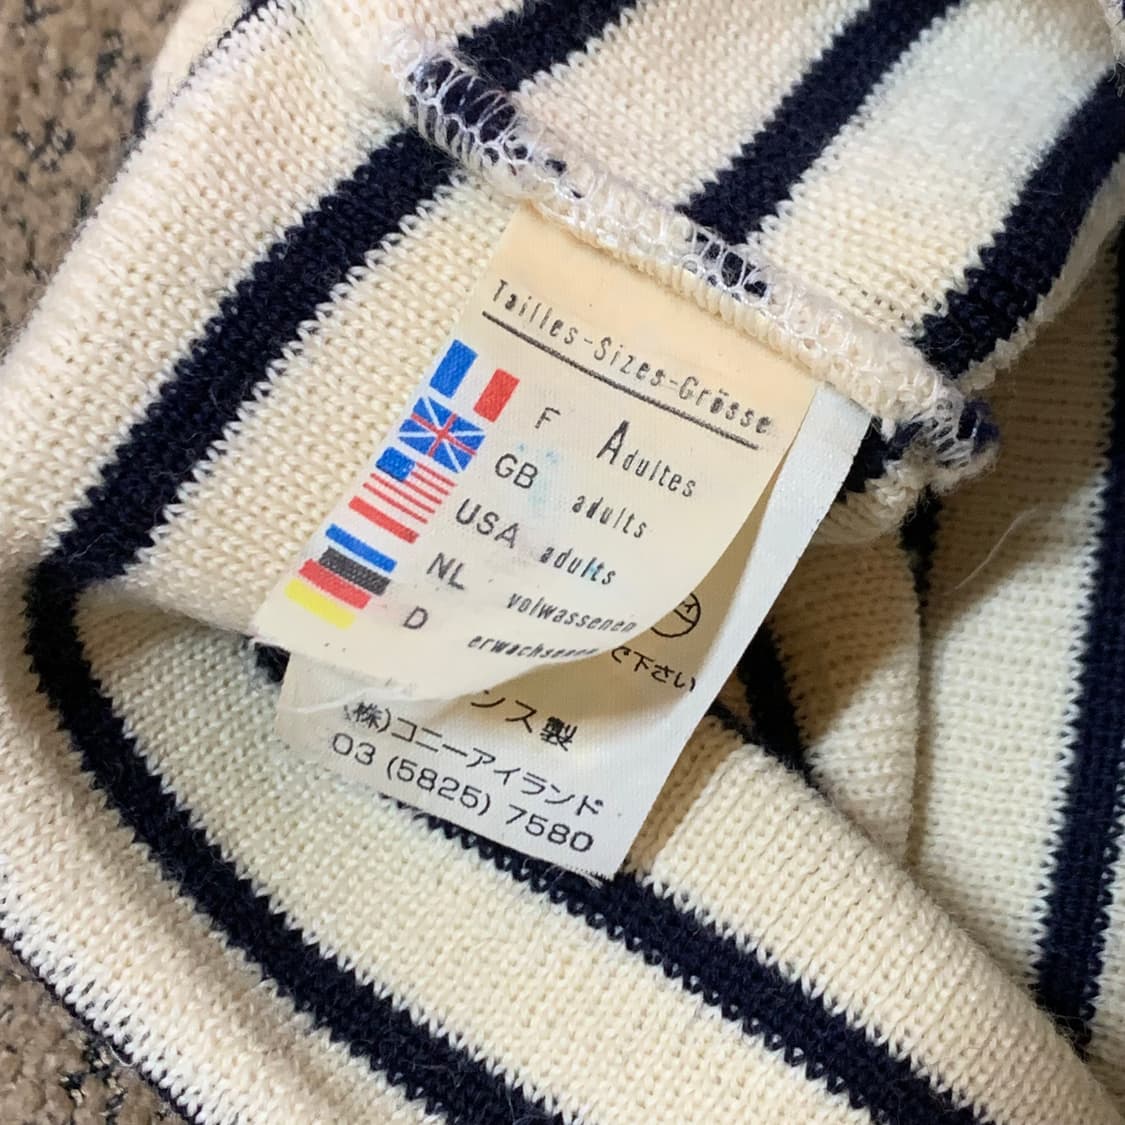 Tailles-Sizes-Grösse
F Adultes
GB adults
USA adults
NL volwassenen
D erwachsenen
で下さい
ンス製
(株)コニーアイランド
03 (5825) 7580